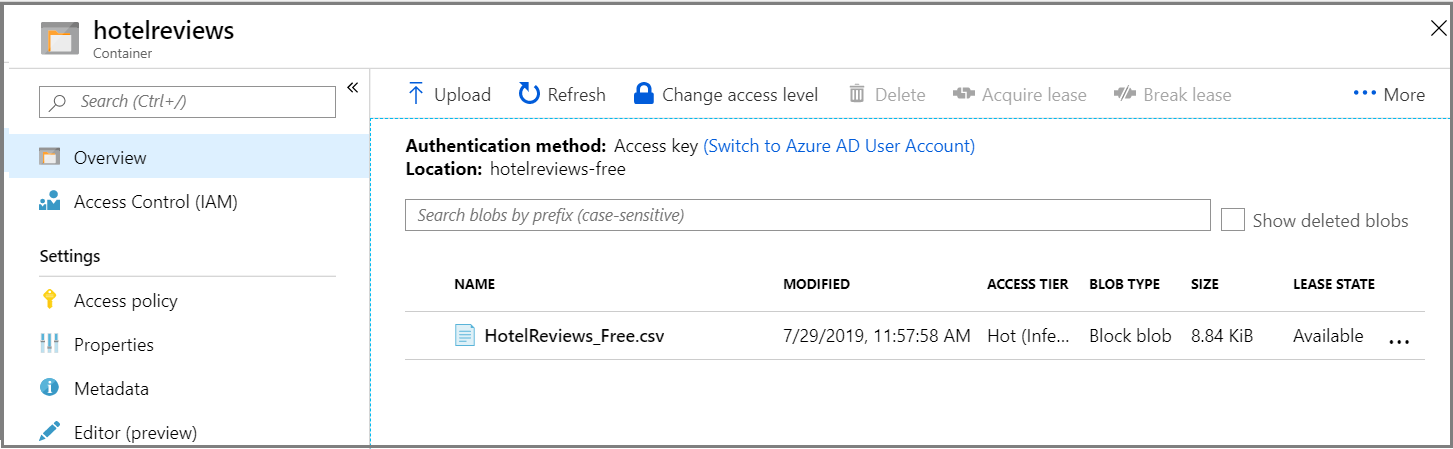 hotelreviews
Container
Search (Ctrl+/)
«
Overview
Access Control (IAM)
Settings
Access policy
Properties
Metadata
Editor (preview)
Upload Refresh Change access level Delete Acquire lease Break lease ··· More
Authentication method: Access key (Switch to Azure AD User Account)
Location: hotelreviews-free
Search blobs by prefix (case-sensitive) Show deleted blobs
NAME MODIFIED ACCESS TIER BLOB TYPE SIZE LEASE STATE
HotelReviews_Free.csv 7/29/2019, 11:57:58 AM Hot (Infe... Block blob 8.84 KiB Available ...